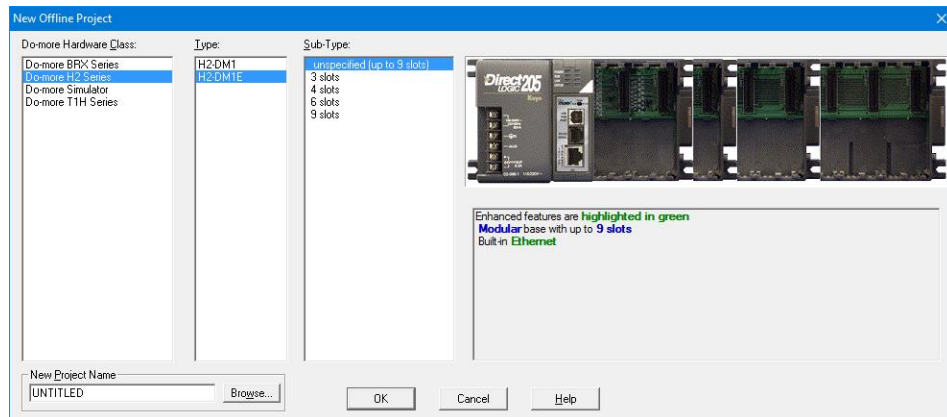 New Offline Project
Do-more Hardware Class:
Do-more BRX Series
Do-more H2 Series
Do-more Simulator
Do-more T1H Series
Type:
H2-DM1
H2-DM1E
Sub-Type:
unspecified (up to 9 slots)
3 slots
4 slots
6 slots
9 slots
Direct 205
LOGIC
Koyo
Enhanced features are highlighted in green
Modular base with up to 9 slots
Built-in Ethernet
New Project Name
UNTITLED
Browse...
OK
Cancel
Help